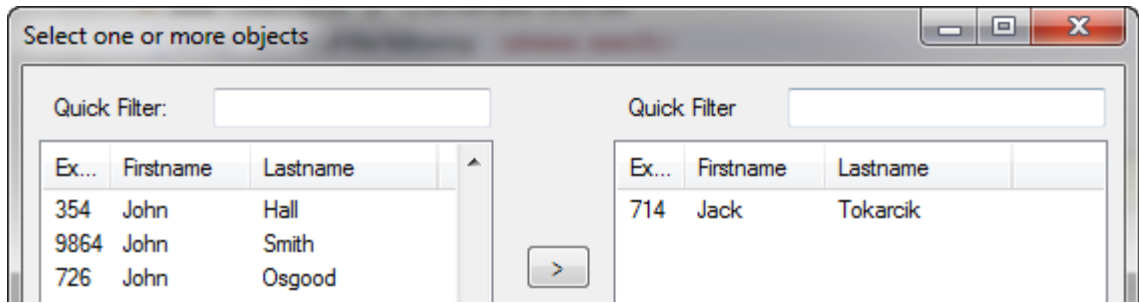 Select one or more objects
Quick Filter:
Quick Filter
Ex... Firstname Lastname
Ex... Firstname Lastname
354 John Hall
714 Jack Tokarcik
9864 John Smith
726 John Osgood
>